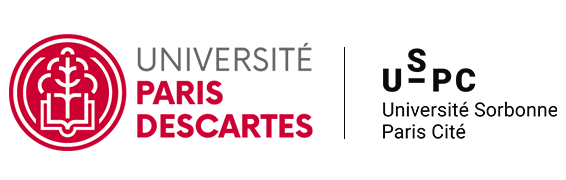 UNIVERSITÉ
PARIS
DESCARTES
USPC
Université Sorbonne
Paris Cité